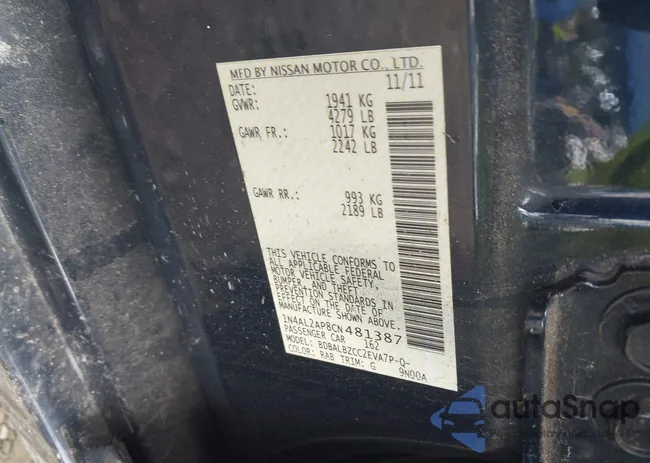 MFD BY NISSAN MOTOR CO., LTD.
DATE: 11/11
GVWR: 1941 KG
4279 LB
GAWR FR.: 1017 KG
2242 LB
GAWR RR.: 993 KG
2189 LB
THIS VEHICLE CONFORMS TO
ALL APPLICABLE FEDERAL
MOTOR VEHICLE SAFETY,
BUMPER, AND THEFT
PREVENTION STANDARDS IN
EFFECT ON THE DATE OF
MANUFACTURE SHOWN ABOVE.
1N4AL2AP8CN481387
PASSENGER CAR 162
MODEL: BDBALBZCC2EVA7P-Q-
COLOR: RAB TRIM: G 9N00A
autoSnap